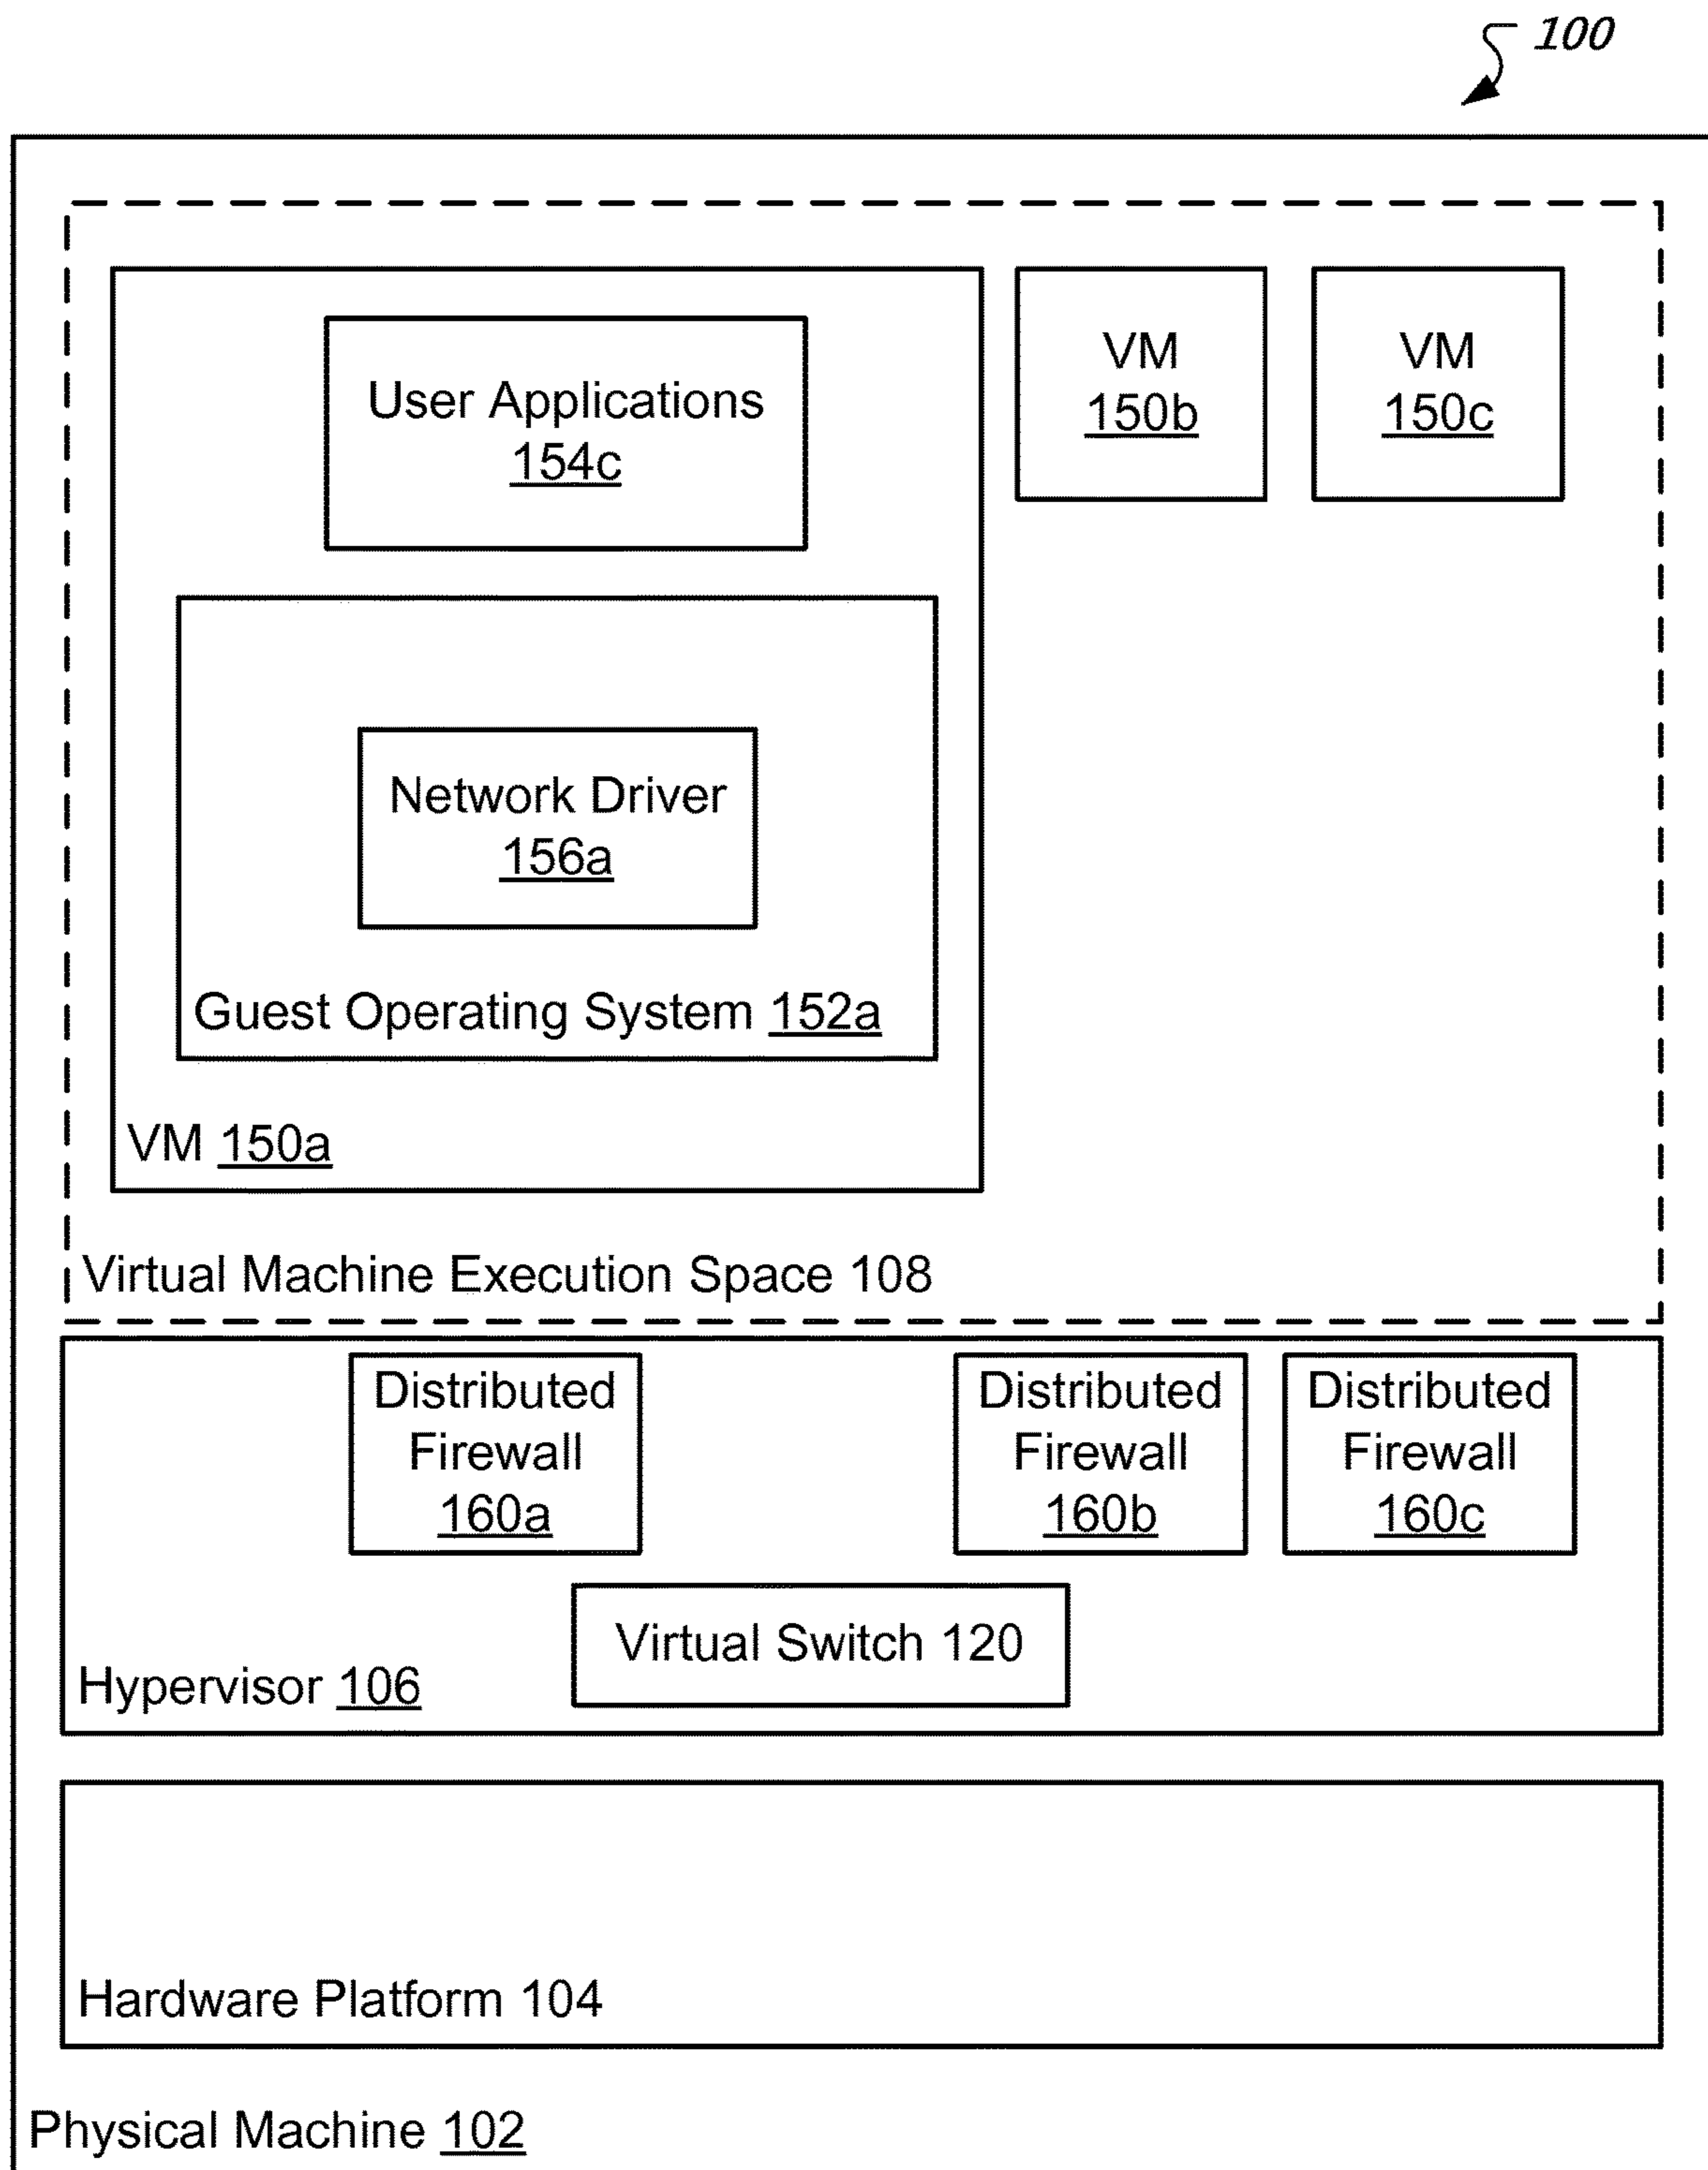 100
User Applications
154c
VM
150b
VM
150c
Network Driver
156a
Guest Operating System 152a
VM 150a
Virtual Machine Execution Space 108
Distributed
Firewall
160a
Distributed
Firewall
160b
Distributed
Firewall
160c
Virtual Switch 120
Hypervisor 106
Hardware Platform 104
Physical Machine 102